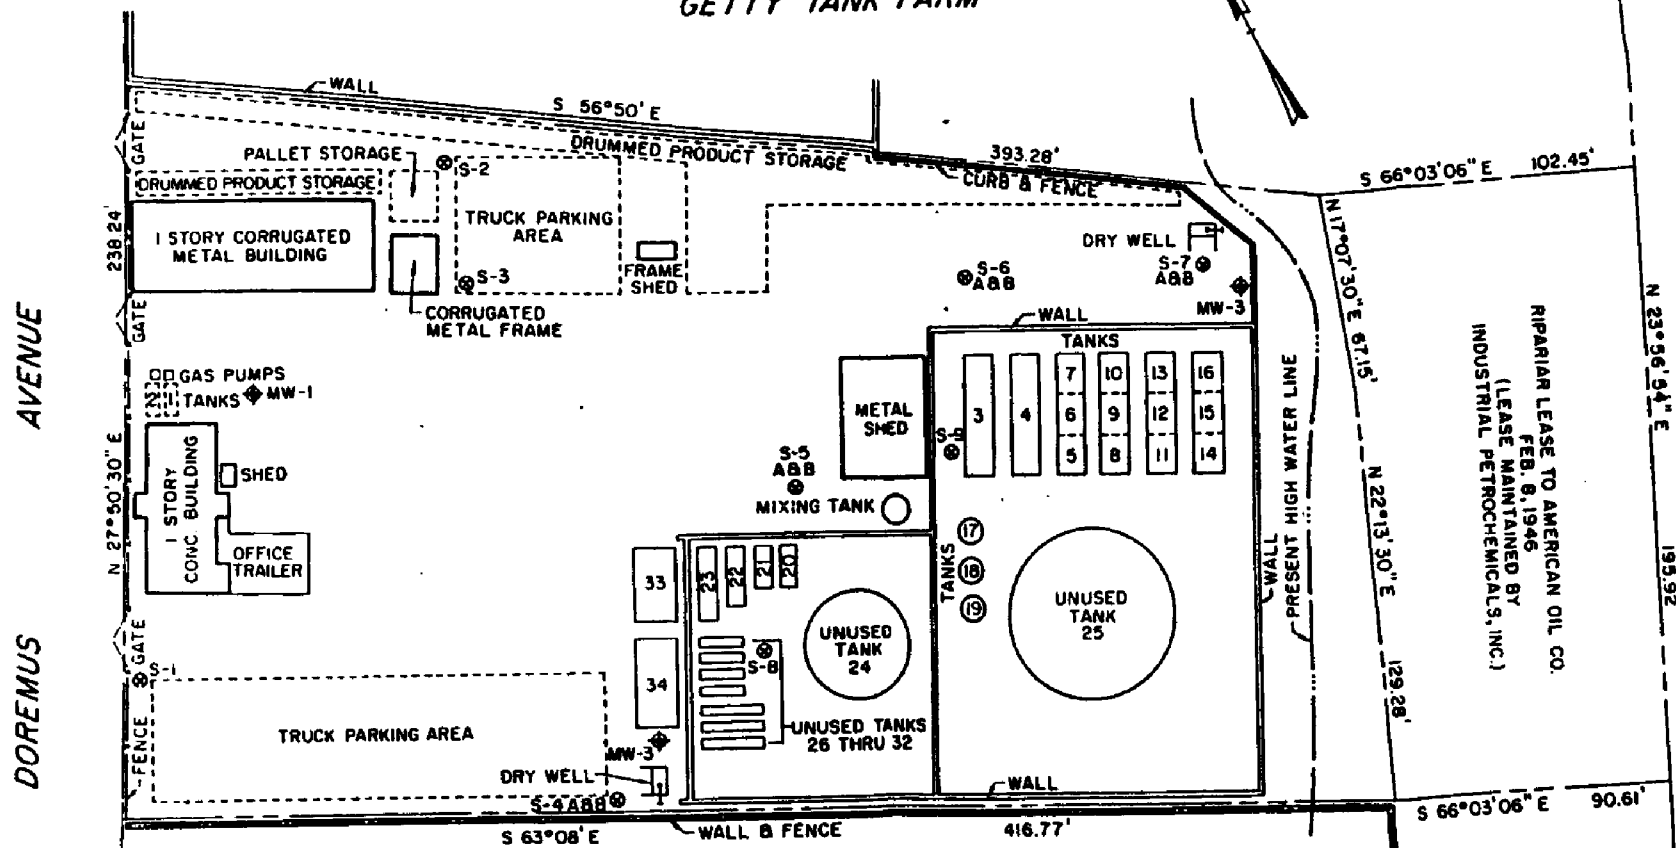 GETTY TANK FARM
WALL
S 56°50' E
GATE
PALLET STORAGE
S-2
DRUMMED PRODUCT STORAGE
393.28'
CURB & FENCE
S 66°03'06" E 102.45'
DRUMMED PRODUCT STORAGE
238.24'
1 STORY CORRUGATED
METAL BUILDING
TRUCK PARKING
AREA
S-3
FRAME
SHED
CORRUGATED
METAL FRAME
S-6
A&B
DRY WELL
S-7
A&B
MW-3
N 17°07'30" E 67.15'
GATE
WALL
TANKS
GAS PUMPS
2 1 TANKS
MW-1
METAL
SHED
S-9
3
4
7
6
5
10
9
8
13
12
11
16
15
14
AVENUE
DOREMUS
N 27°50'30" E
1 STORY
CONC. BUILDING
SHED
OFFICE
TRAILER
S-5
A&B
MIXING TANK
TANKS
17
18
19
UNUSED
TANK
25
WALL
PRESENT HIGH WATER LINE
N 22°13'30" E
129.28'
RIPARIAR LEASE TO AMERICAN OIL CO.
FEB. 8, 1946
(LEASE MAINTAINED BY
INDUSTRIAL PETROCHEMICALS, INC.)
N 23°56'54" E
195.92
33
34
23
22
21
20
UNUSED
TANK
24
S-8
UNUSED TANKS
26 THRU 32
GATE
S-1
FENCE
TRUCK PARKING AREA
MW-3
DRY WELL
S-4 A&B
WALL
S 63°08' E
WALL & FENCE
416.77'
S 66°03'06" E 90.61'